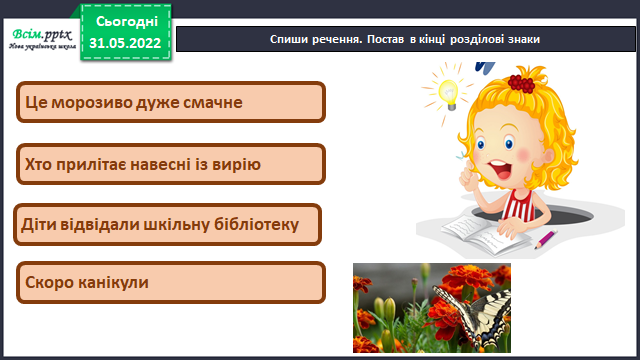 Всім.pptx
Нова українська школа
Сьогодні
31.05.2022
Спиши речення. Постав в кінці розділові знаки
Це морозиво дуже смачне
Хто прилітає навесні із вирію
Діти відвідали шкільну бібліотеку
Скоро канікули